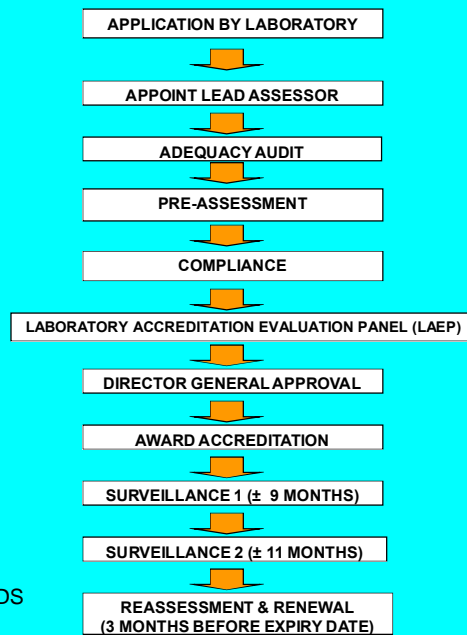 APPLICATION BY LABORATORY
APPOINT LEAD ASSESSOR
ADEQUACY AUDIT
PRE-ASSESSMENT
COMPLIANCE
LABORATORY ACCREDITATION EVALUATION PANEL (LAEP)
DIRECTOR GENERAL APPROVAL
AWARD ACCREDITATION
SURVEILLANCE 1 (± 9 MONTHS)
SURVEILLANCE 2 (± 11 MONTHS)
DS
REASSESSMENT & RENEWAL
(3 MONTHS BEFORE EXPIRY DATE)